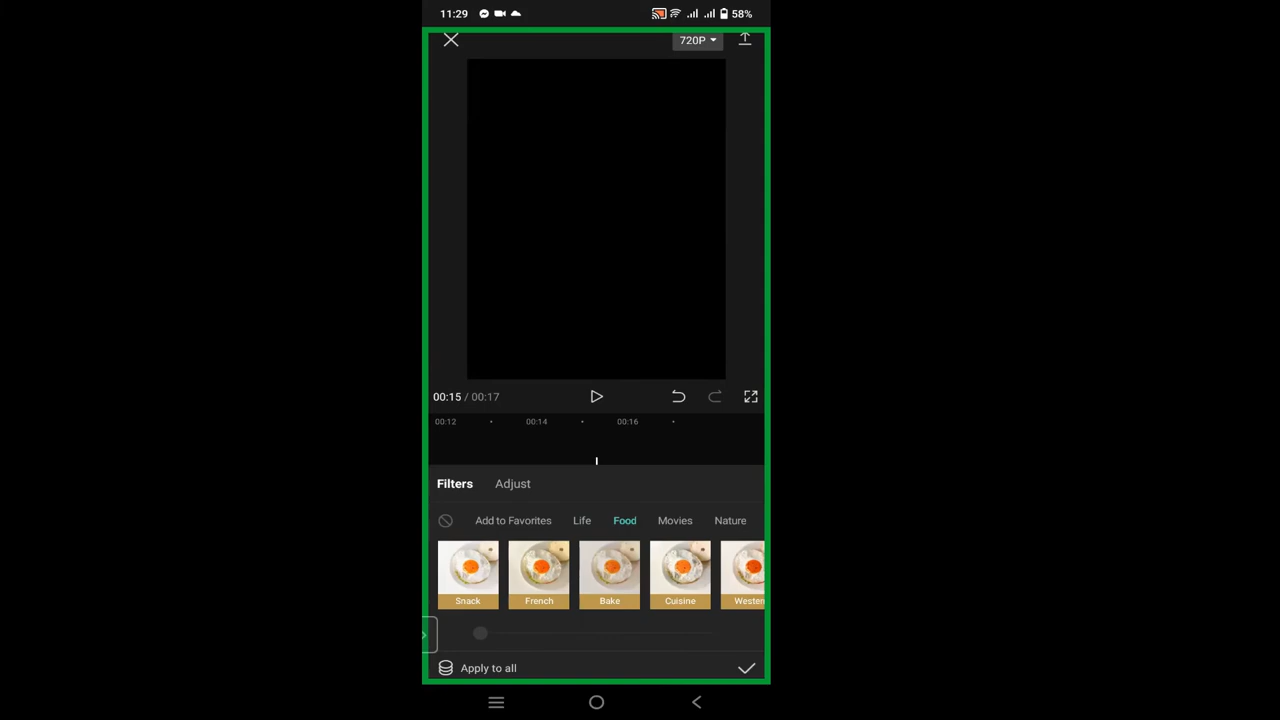 11:29 58%
720P
00:15 / 00:17
00:12 00:14 00:16
Filters Adjust
Add to Favorites Life Food Movies Nature
Snack French Bake Cuisine Wester
Apply to all